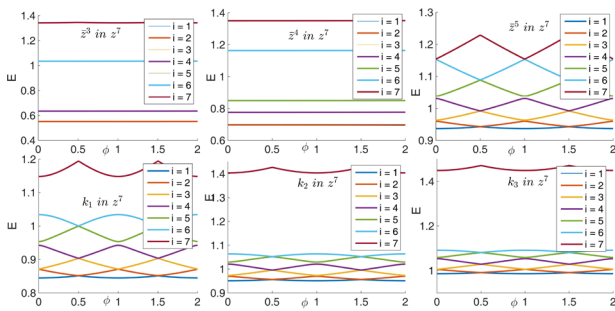 z̄³ in z⁷
E
1.4
1.2
1
0.8
0.6
0.4
0 0.5 1 1.5 2
ϕ
i = 1
i = 2
i = 3
i = 4
i = 5
i = 6
i = 7
z̄⁴ in z⁷
E
1.4
1.2
1
0.8
0.6
0 0.5 1 1.5 2
ϕ
i = 1
i = 2
i = 3
i = 4
i = 5
i = 6
i = 7
z̄⁵ in z⁷
E
1.3
1.2
1.1
1
0.9
0 0.5 1 1.5 2
ϕ
i = 1
i = 2
i = 3
i = 4
i = 5
i = 6
i = 7
k₁ in z⁷
E
1.2
1.1
1
0.9
0.8
0 0.5 1 1.5 2
ϕ
i = 1
i = 2
i = 3
i = 4
i = 5
i = 6
i = 7
k₂ in z⁷
E
1.4
1.2
1
0 0.5 1 1.5 2
ϕ
i = 1
i = 2
i = 3
i = 4
i = 5
i = 6
i = 7
k₃ in z⁷
E
1.4
1.2
1
0 0.5 1 1.5 2
ϕ
i = 1
i = 2
i = 3
i = 4
i = 5
i = 6
i = 7